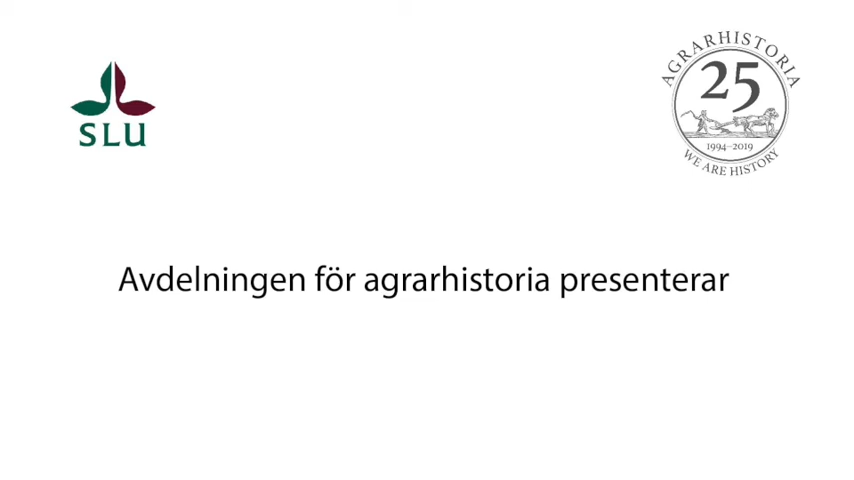 SLU
AGRARHISTORIA
25
1994–2019
WE ARE HISTORY
Avdelningen för agrarhistoria presenterar